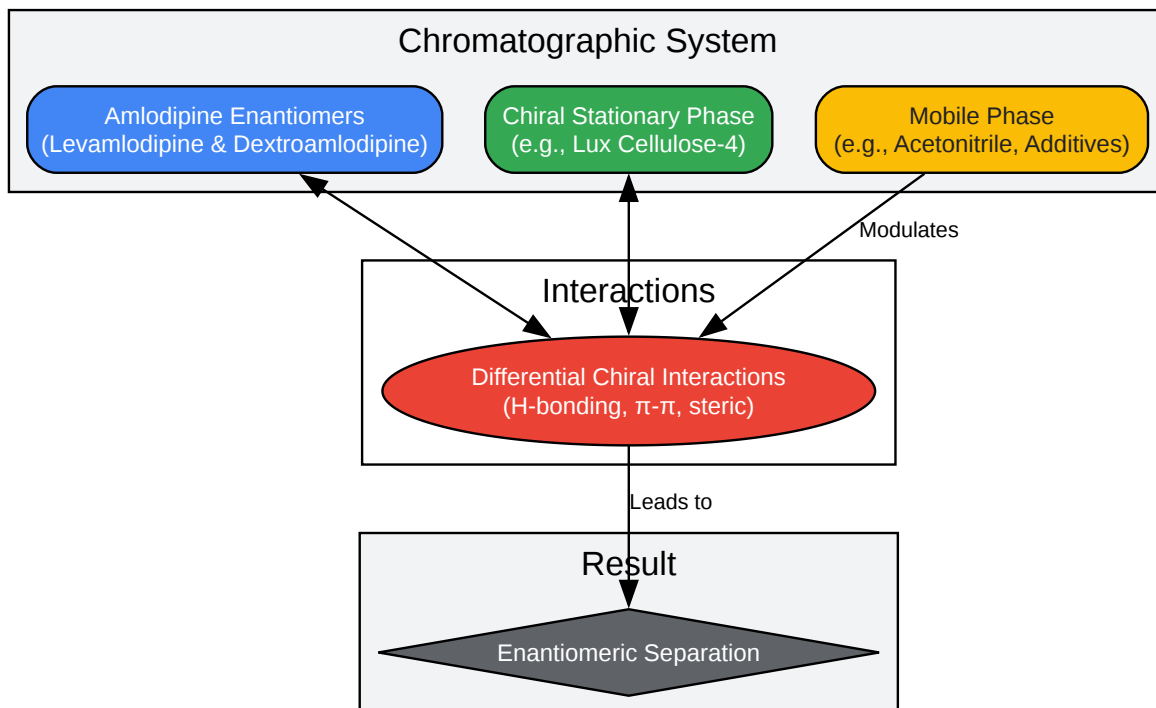 Chromatographic System
Amlodipine Enantiomers
(Levamlodipine & Dextroamlodipine)
Chiral Stationary Phase
(e.g., Lux Cellulose-4)
Mobile Phase
(e.g., Acetonitrile, Additives)
Modulates
Interactions
Differential Chiral Interactions
(H-bonding, π-π, steric)
Leads to
Result
Enantiomeric Separation